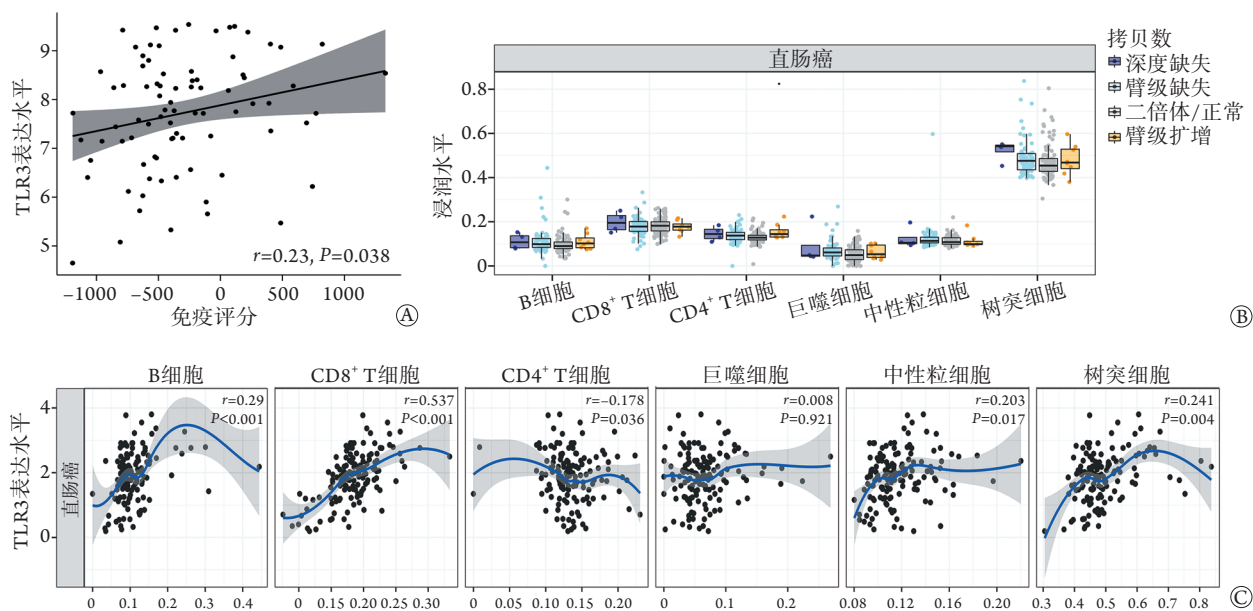 TLR3表达水平
9
8
7
6
5
r=0.23, P=0.038
−1000
−500
0
500
1000
免疫评分
A
直肠癌
浸润水平
0.8
0.6
0.4
0.2
0
B细胞
CD8⁺ T细胞
CD4⁺ T细胞
巨噬细胞
中性粒细胞
树突细胞
拷贝数
深度缺失
臂级缺失
二倍体/正常
臂级扩增
B
B细胞
CD8⁺ T细胞
CD4⁺ T细胞
巨噬细胞
中性粒细胞
树突细胞
TLR3表达水平
直肠癌
4
2
0
r=0.29
P<0.001
r=0.537
P<0.001
r=−0.178
P=0.036
r=0.008
P=0.921
r=0.203
P=0.017
r=0.241
P=0.004
0 0.1 0.2 0.3 0.4
0 0.10 0.20 0.30
0 0.05 0.10 0.15 0.20
0 0.1 0.2
0.08 0.12 0.16 0.20
0.3 0.4 0.5 0.6 0.7 0.8
C